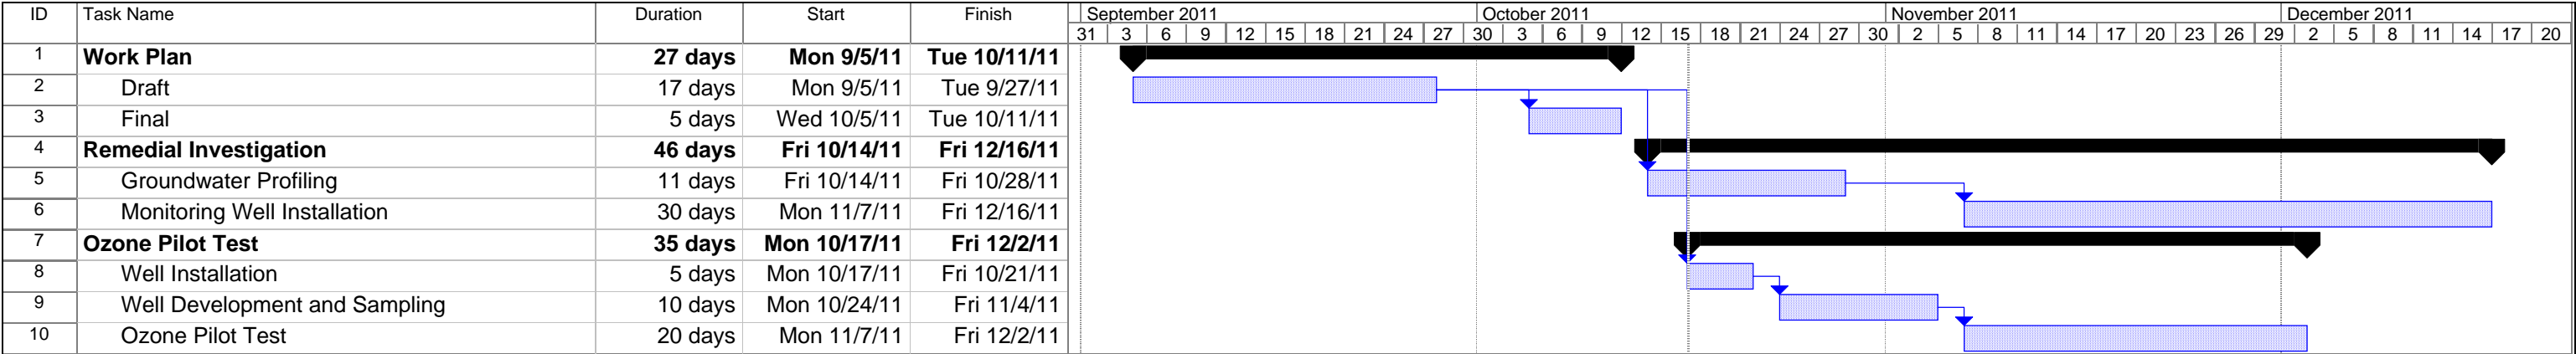 ID Task Name Duration Start Finish September 2011 October 2011 November 2011 December 2011
31 3 6 9 12 15 18 21 24 27 30 3 6 9 12 15 18 21 24 27 30 2 5 8 11 14 17 20 23 26 29 2 5 8 11 14 17 20
1 Work Plan 27 days Mon 9/5/11 Tue 10/11/11
2 Draft 17 days Mon 9/5/11 Tue 9/27/11
3 Final 5 days Wed 10/5/11 Tue 10/11/11
4 Remedial Investigation 46 days Fri 10/14/11 Fri 12/16/11
5 Groundwater Profiling 11 days Fri 10/14/11 Fri 10/28/11
6 Monitoring Well Installation 30 days Mon 11/7/11 Fri 12/16/11
7 Ozone Pilot Test 35 days Mon 10/17/11 Fri 12/2/11
8 Well Installation 5 days Mon 10/17/11 Fri 10/21/11
9 Well Development and Sampling 10 days Mon 10/24/11 Fri 11/4/11
10 Ozone Pilot Test 20 days Mon 11/7/11 Fri 12/2/11